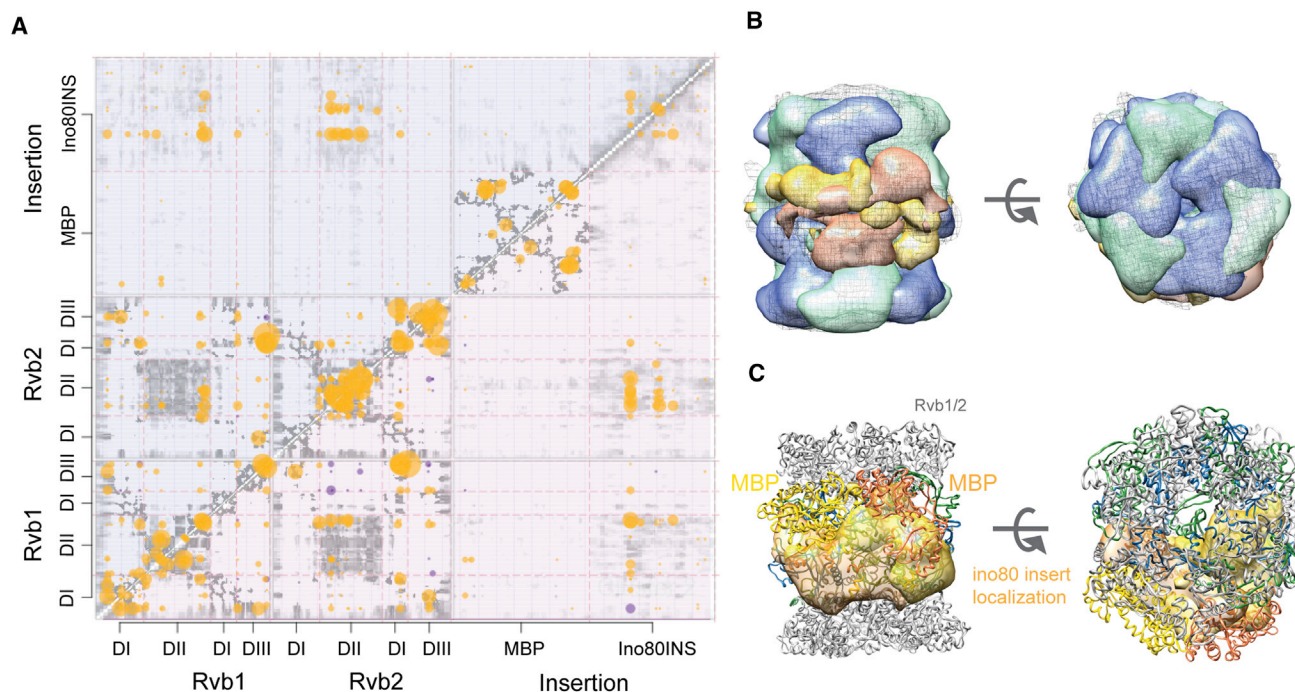 A
Insertion
Ino80INS
MBP
Rvb2
DIII
DI
DII
DI
Rvb1
DIII
DI
DII
DI
DI DII DI DIII DI DII DI DIII MBP Ino80INS
Rvb1 Rvb2 Insertion
B
C
Rvb1/2
MBP MBP
ino80 insert
localization